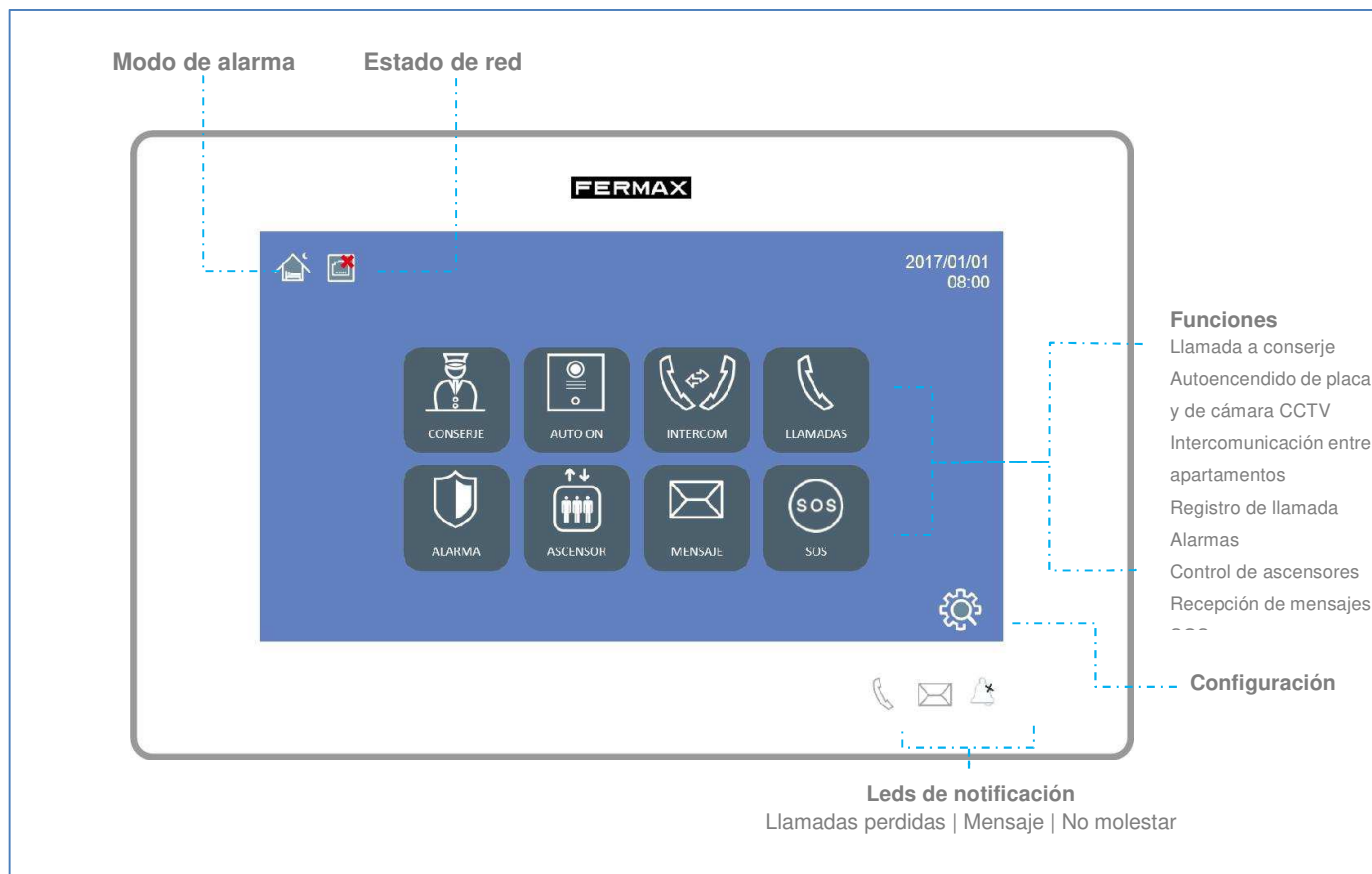 Modo de alarma
Estado de red
FERMAX
2017/01/01
08:00
CONSERJE
AUTO ON
INTERCOM
LLAMADAS
ALARMA
ASCENSOR
MENSAJE
SOS
SOS
Funciones
Llamada a conserje
Autoencendido de placa
y de cámara CCTV
Intercomunicación entre
apartamentos
Registro de llamada
Alarmas
Control de ascensores
Recepción de mensajes
Configuración
Leds de notificación
Llamadas perdidas | Mensaje | No molestar